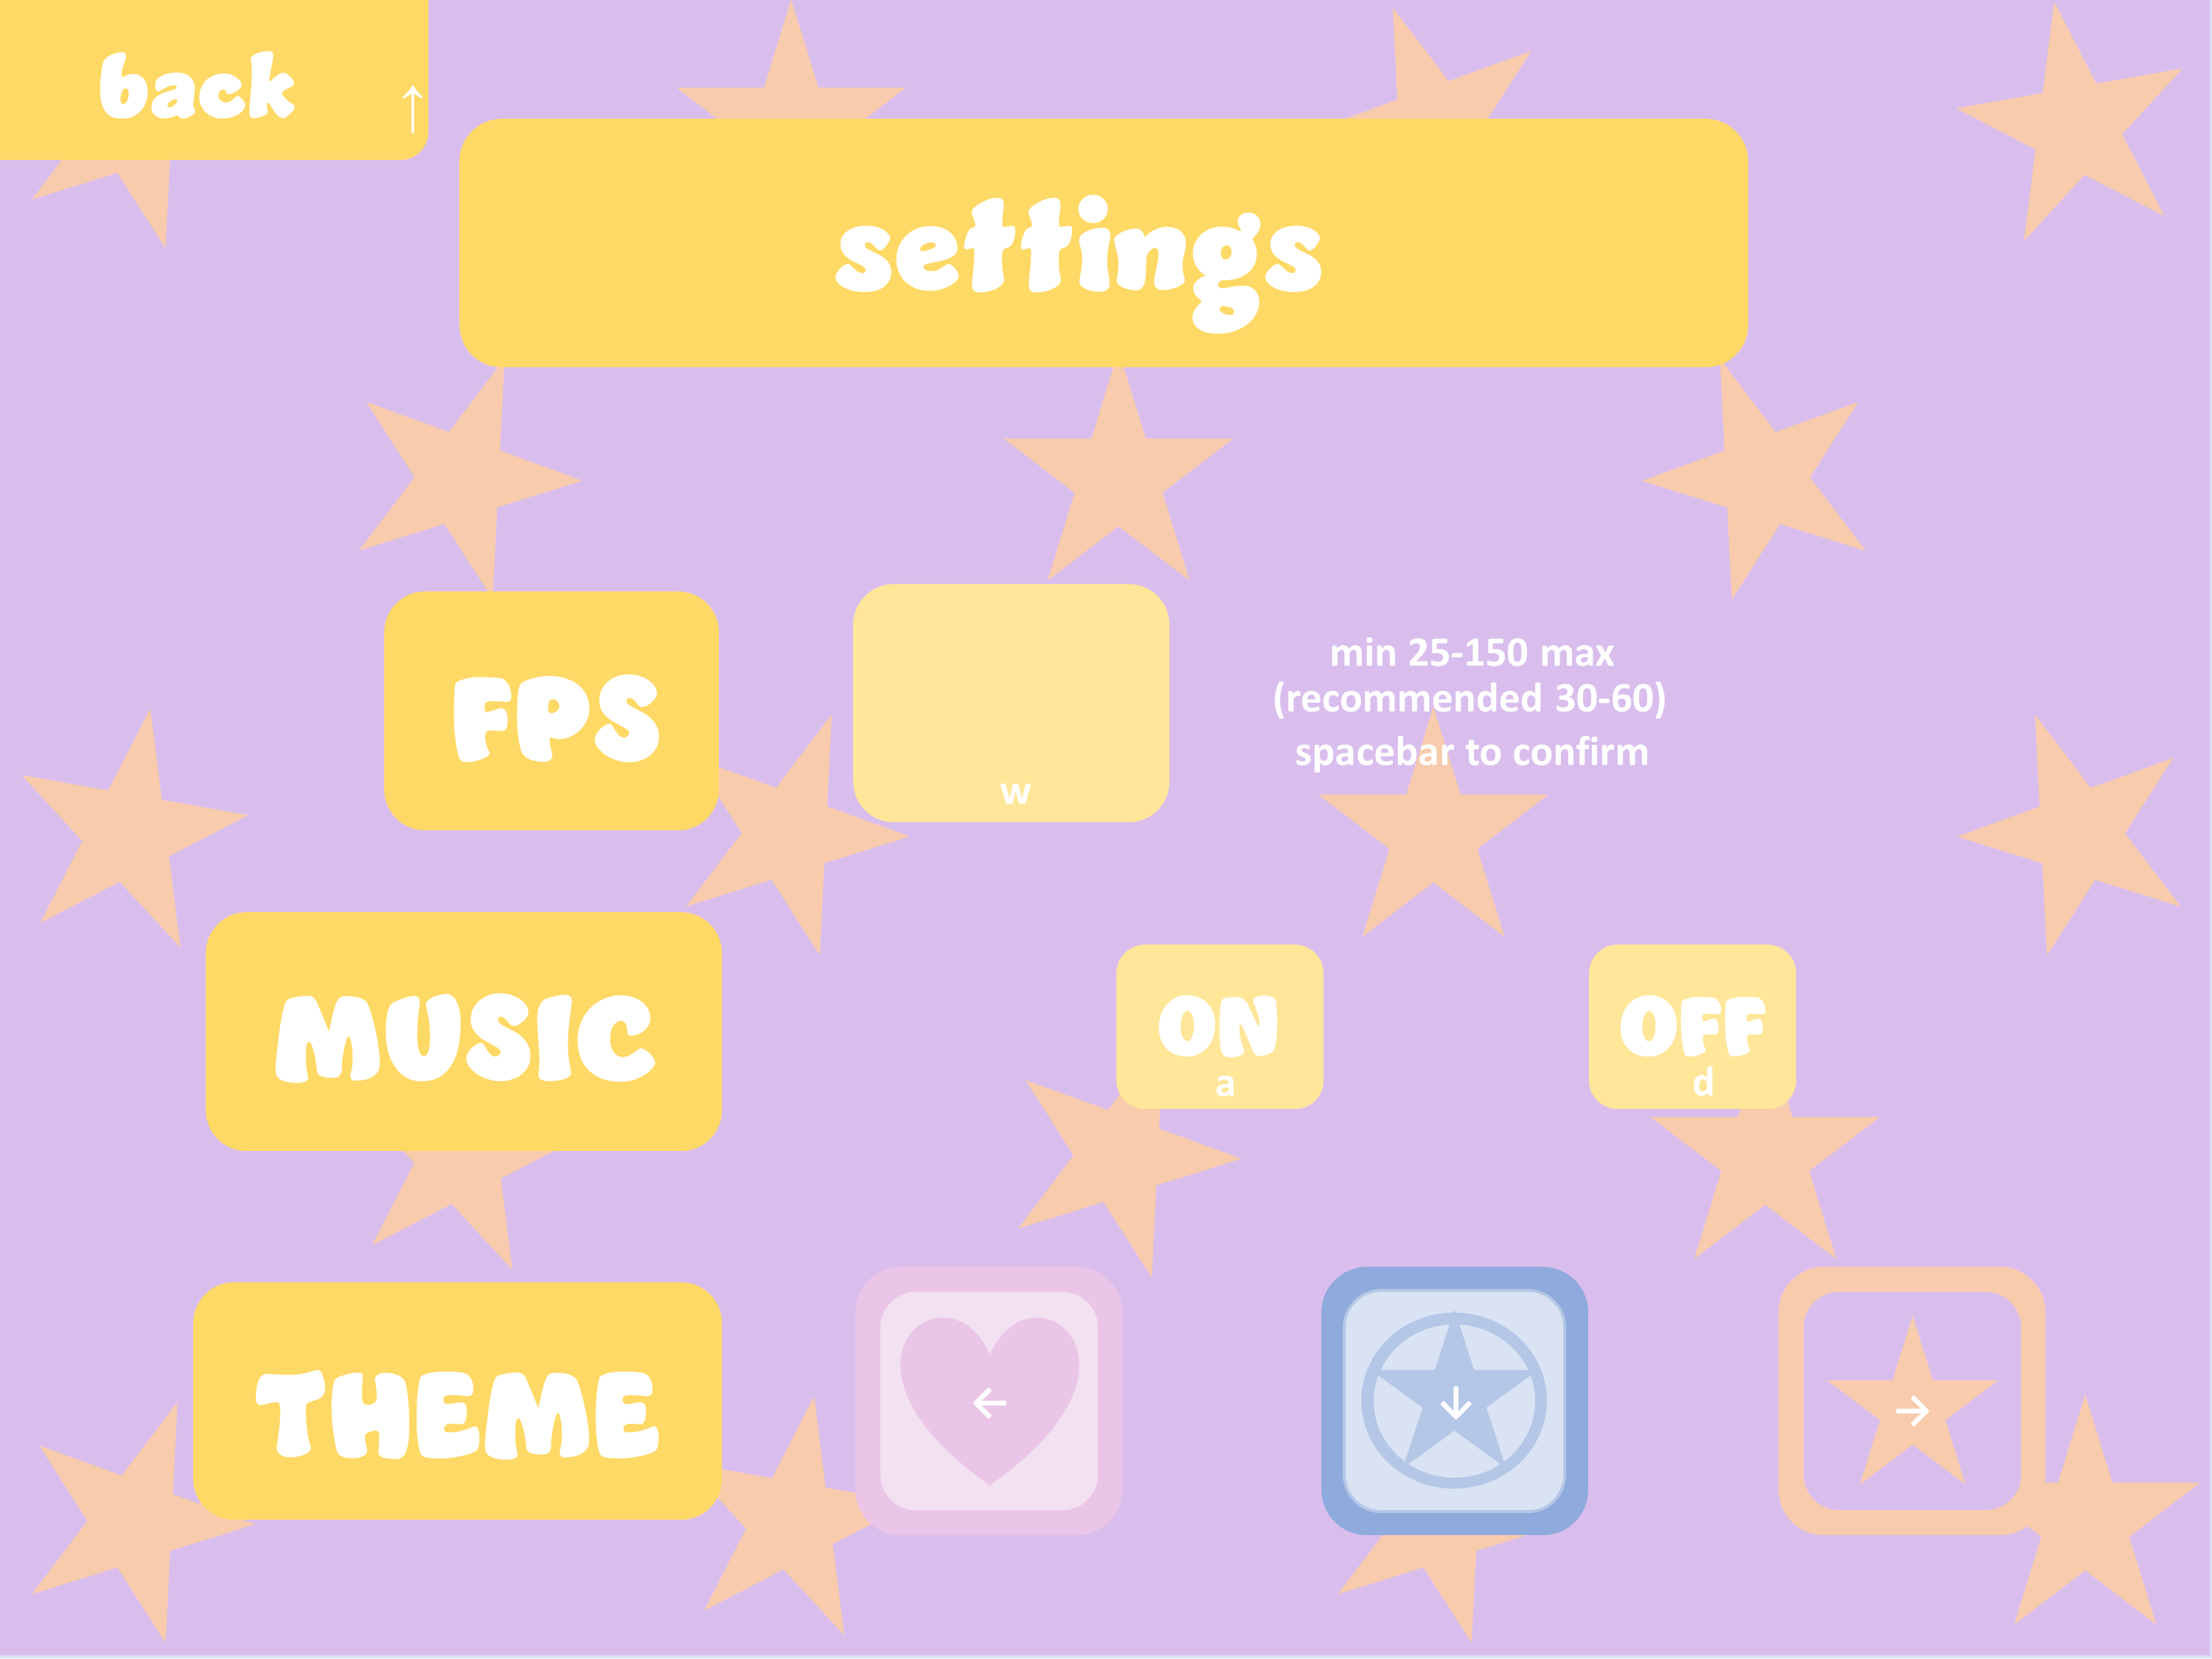 back
↑
settings
FPS
w
min 25-150 max
(recommended 30-60)
spacebar to confirm
MUSIC
ON
a
OFF
d
THEME
←
↓
→